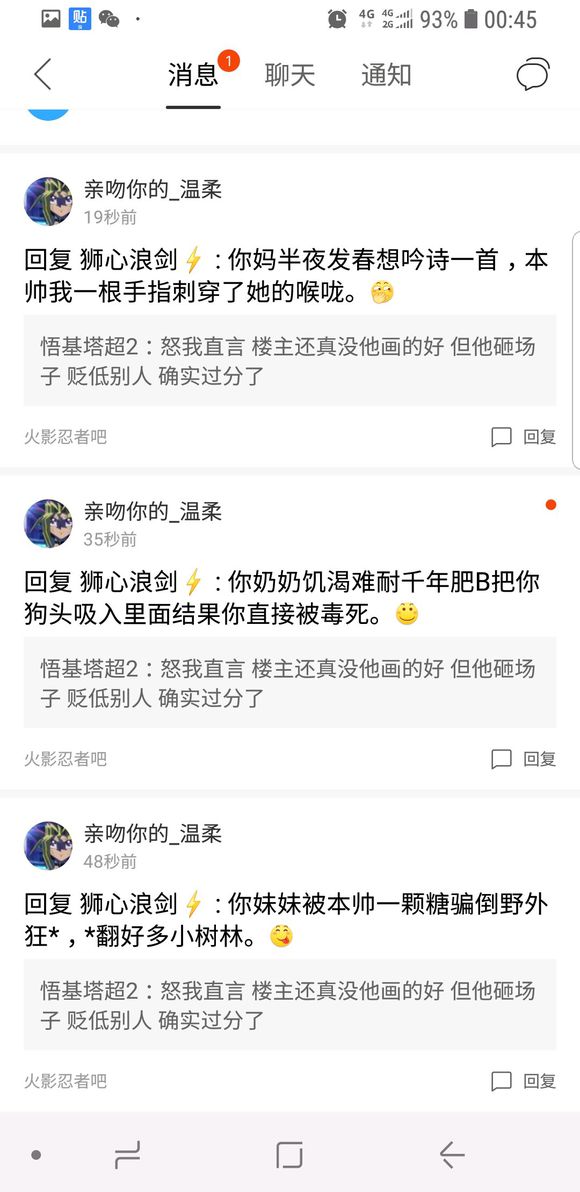 贴
4G
4G
2G
93%
00:45
消息
1
聊天
通知
亲吻你的_温柔
19秒前
回复 狮心浪剑⚡：你妈半夜发春想吟诗一首，本
帅我一根手指刺穿了她的喉咙。
悟基塔超2：怒我直言 楼主还真没他画的好 但他砸场
子 贬低别人 确实过分了
火影忍者吧
回复
亲吻你的_温柔
35秒前
回复 狮心浪剑⚡：你奶奶饥渴难耐千年肥B把你
狗头吸入里面结果你直接被毒死。
悟基塔超2：怒我直言 楼主还真没他画的好 但他砸场
子 贬低别人 确实过分了
火影忍者吧
回复
亲吻你的_温柔
48秒前
回复 狮心浪剑⚡：你妹妹被本帅一颗糖骗倒野外
狂*，*翻好多小树林。
悟基塔超2：怒我直言 楼主还真没他画的好 但他砸场
子 贬低别人 确实过分了
火影忍者吧
回复